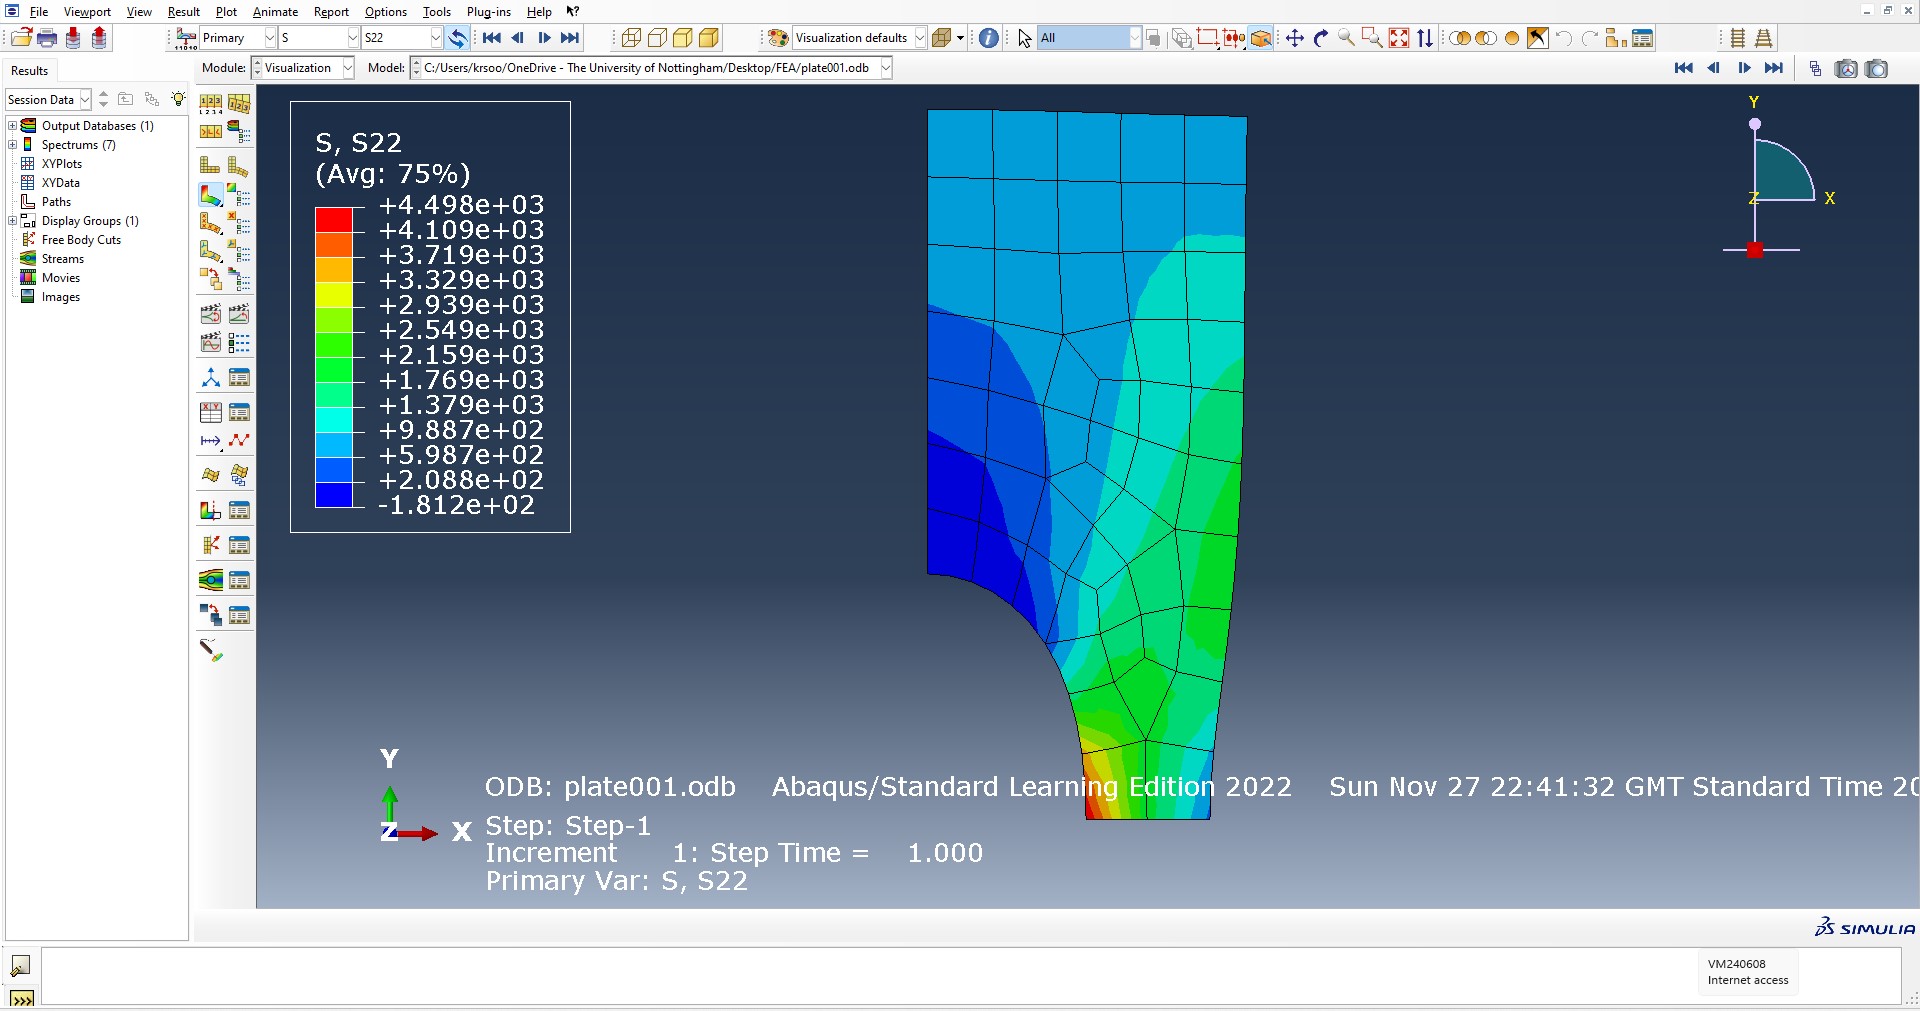 File Viewport View Result Plot Animate Report Options Tools Plug-ins Help
Primary S S22 Visualization defaults All
Module: Visualization Model: C:/Users/krsoo/OneDrive - The University of Nottingham/Desktop/FEA/plate001.odb
Results
Session Data
Output Databases (1)
Spectrums (7)
XYPlots
XYData
Paths
Display Groups (1)
Free Body Cuts
Streams
Movies
Images
S, S22
(Avg: 75%)
+4.498e+03
+4.109e+03
+3.719e+03
+3.329e+03
+2.939e+03
+2.549e+03
+2.159e+03
+1.769e+03
+1.379e+03
+9.887e+02
+5.987e+02
+2.088e+02
-1.812e+02
Y
Z X
Y
Z X
ODB: plate001.odb Abaqus/Standard Learning Edition 2022 Sun Nov 27 22:41:32 GMT Standard Time 20
Step: Step-1
Increment 1: Step Time = 1.000
Primary Var: S, S22
SIMULIA
VM240608
Internet access